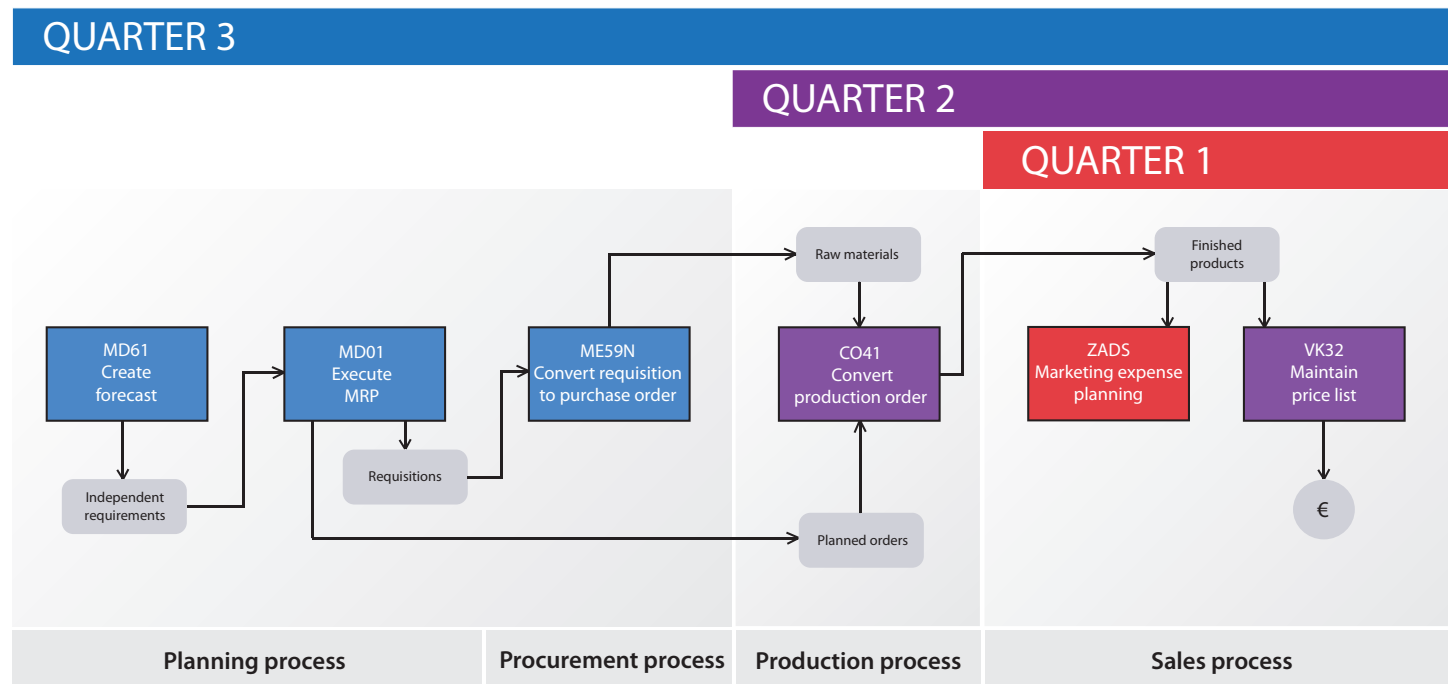 QUARTER 3
QUARTER 2
QUARTER 1
Raw materials
Finished
products
MD61
Create
forecast
MD01
Execute
MRP
ME59N
Convert requisition
to purchase order
CO41
Convert
production order
ZADS
Marketing expense
planning
VK32
Maintain
price list
Independent
requirements
Requisitions
Planned orders
€
Planning process
Procurement process
Production process
Sales process